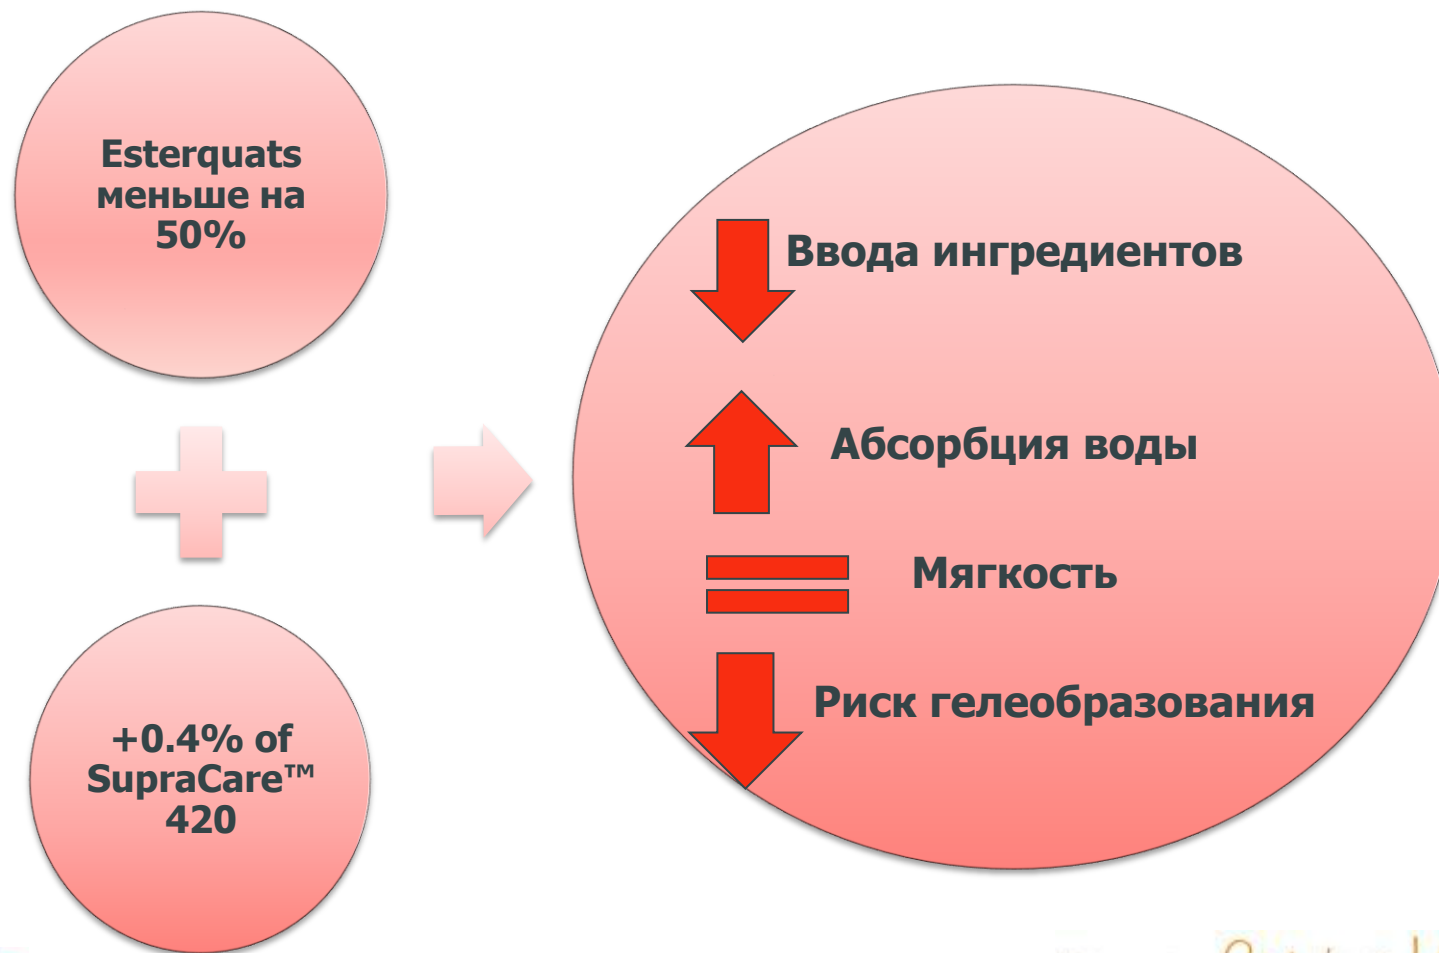 Esterquats
меньше на
50%
+0.4% of
SupraCare™
420
Ввода ингредиентов
Абсорбция воды
Мягкость
Риск гелеобразования